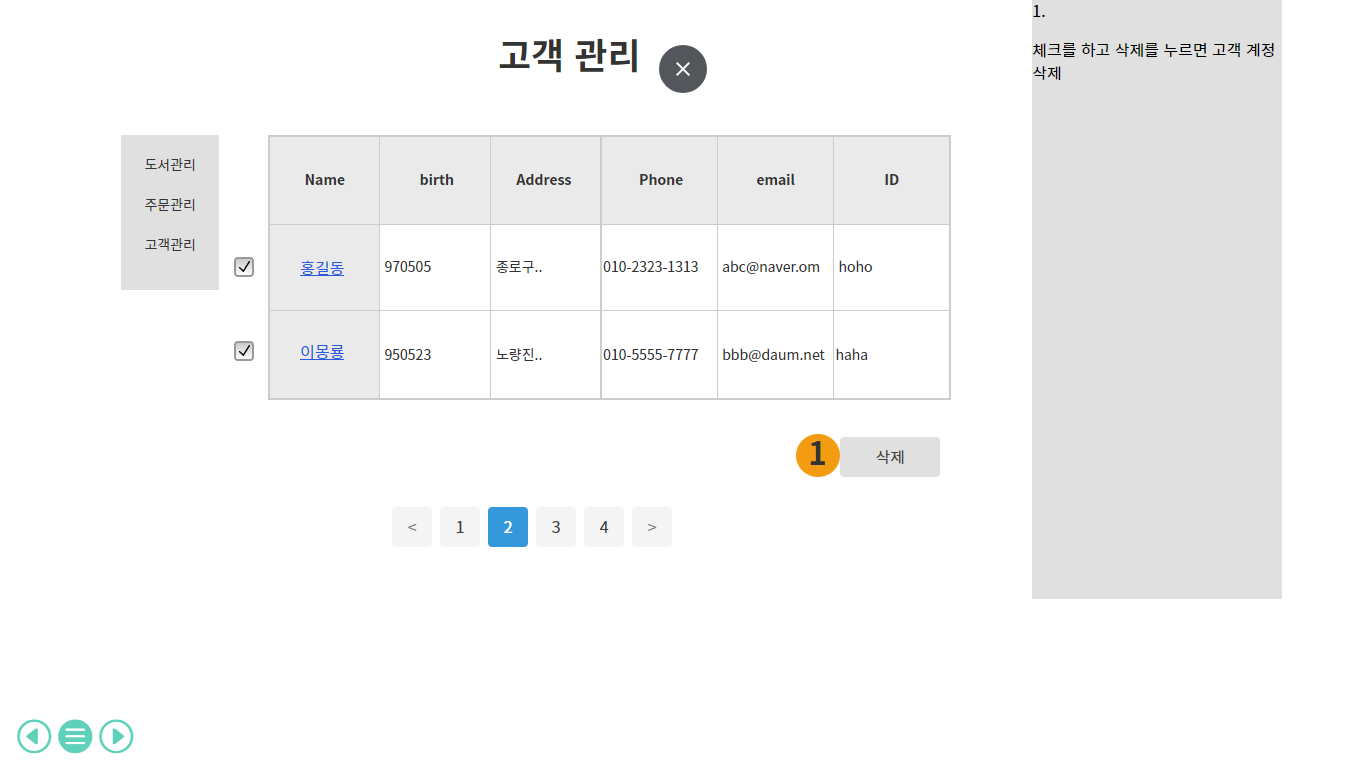 고객 관리
도서관리
주문관리
고객관리
Name birth Address Phone email ID
홍길동 970505 종로구.. 010-2323-1313 abc@naver.om hoho
이몽룡 950523 노량진.. 010-5555-7777 bbb@daum.net haha
1 삭제
< 1 2 3 4 >
1.
체크를 하고 삭제를 누르면 고객 계정
삭제